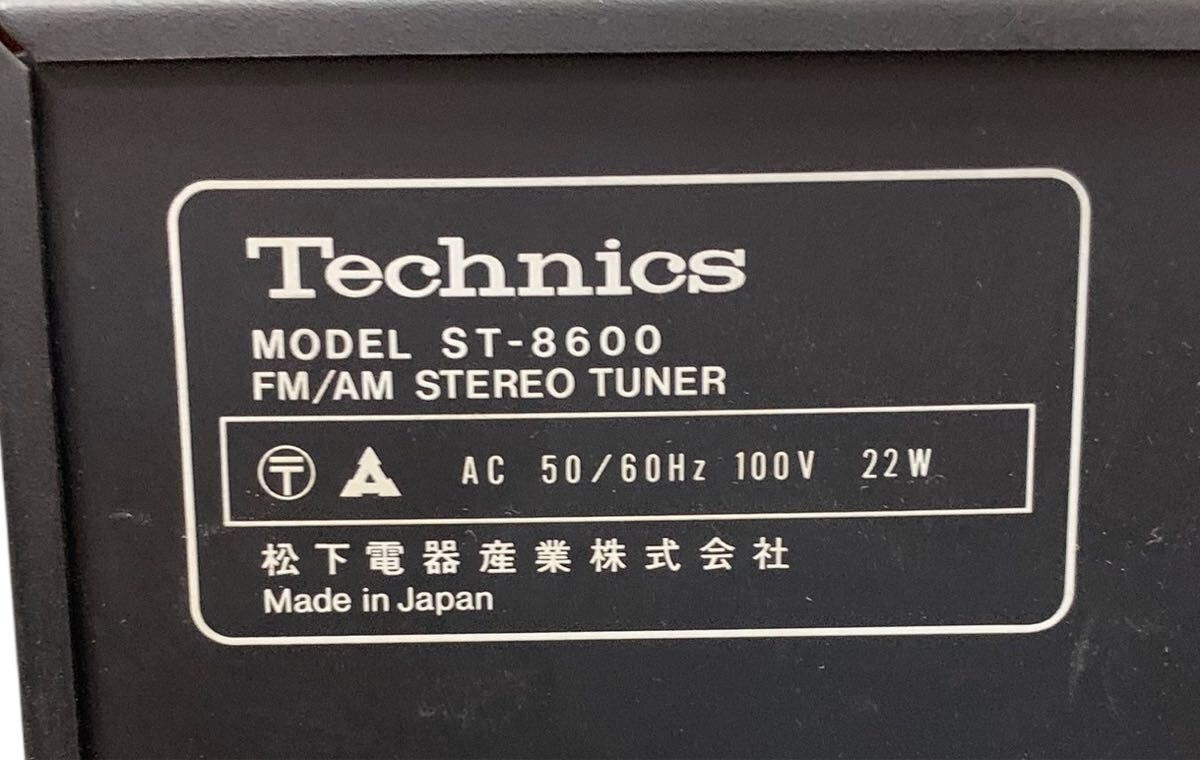 Technics
MODEL ST-8600
FM/AM STEREO TUNER
〒 A AC 50/60Hz 100V 22W
松下電器産業株式会社
Made in Japan